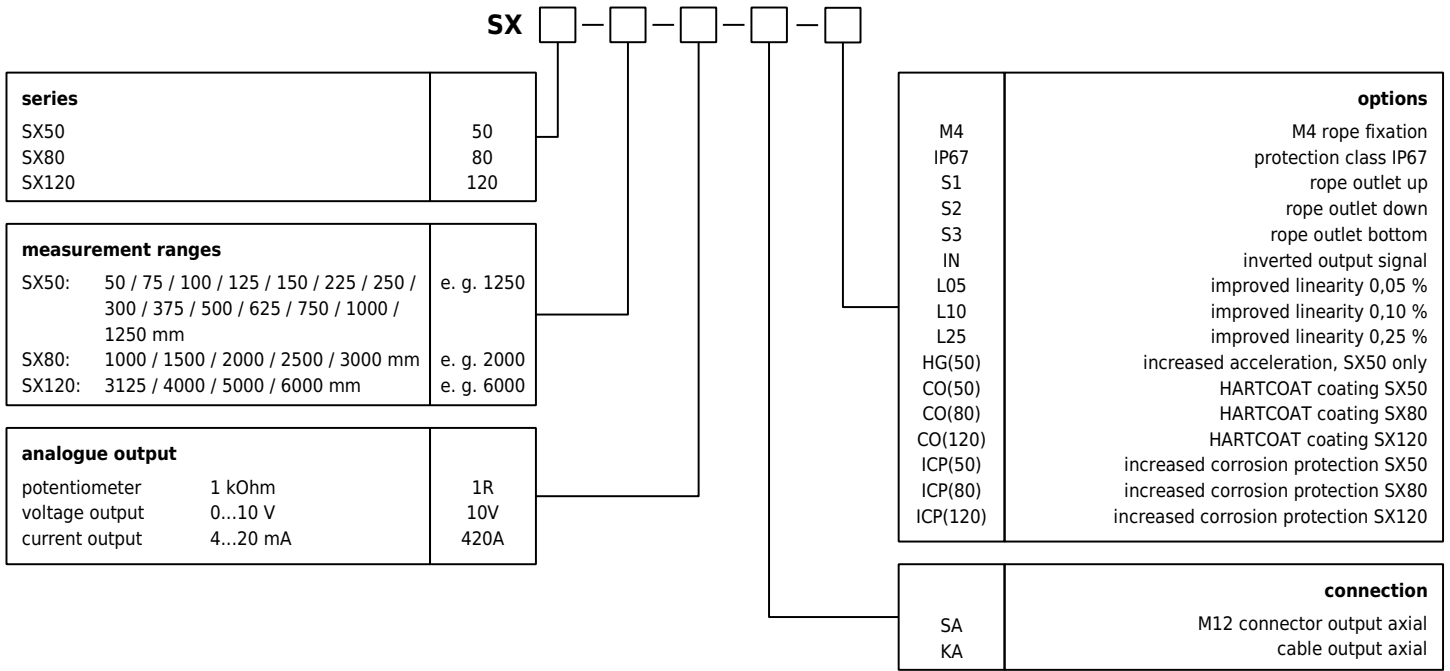 SX – – – –
series
SX50 50
SX80 80
SX120 120
measurement ranges
SX50: 50 / 75 / 100 / 125 / 150 / 225 / 250 / e. g. 1250
300 / 375 / 500 / 625 / 750 / 1000 /
1250 mm
SX80: 1000 / 1500 / 2000 / 2500 / 3000 mm e. g. 2000
SX120: 3125 / 4000 / 5000 / 6000 mm e. g. 6000
analogue output
potentiometer 1 kOhm 1R
voltage output 0...10 V 10V
current output 4...20 mA 420A
options
M4 M4 rope fixation
IP67 protection class IP67
S1 rope outlet up
S2 rope outlet down
S3 rope outlet bottom
IN inverted output signal
L05 improved linearity 0,05 %
L10 improved linearity 0,10 %
L25 improved linearity 0,25 %
HG(50) increased acceleration, SX50 only
CO(50) HARTCOAT coating SX50
CO(80) HARTCOAT coating SX80
CO(120) HARTCOAT coating SX120
ICP(50) increased corrosion protection SX50
ICP(80) increased corrosion protection SX80
ICP(120) increased corrosion protection SX120
connection
SA M12 connector output axial
KA cable output axial